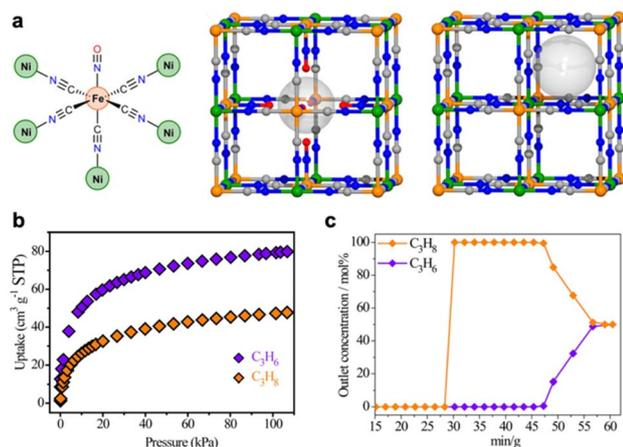 a
O
N
Ni
Ni
N
C
C
N
Fe
N
C
C
N
Ni
C
Ni
N
Ni
b
80
60
40
20
0
Uptake (cm³ g⁻¹ STP)
C₃H₆
C₃H₈
0
20
40
60
80
100
Pressure (kPa)
c
C₃H₈
C₃H₆
100
80
60
40
20
0
Outlet concentration / mol%
15
20
25
30
35
40
45
50
55
60
min/g